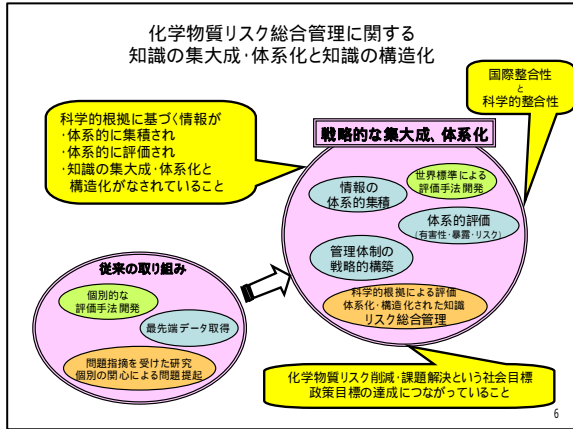 化学物質リスク総合管理に関する
知識の集大成・体系化と知識の構造化
国際整合性
と
科学的整合性
科学的根拠に基づく情報が
・体系的に集積され
・体系的に評価され
・知識の集大成・体系化と
構造化がなされていること
戦略的な集大成、体系化
世界標準による
評価手法開発
情報の
体系的集積
体系的評価
(有害性・暴露・リスク)
管理体制の
戦略的構築
科学的根拠による評価
体系化・構造化された知識
リスク総合管理
従来の取り組み
個別的な
評価手法開発
最先端データ取得
問題指摘を受けた研究
個別の関心による問題提起
化学物質リスク削減・課題解決という社会目標
政策目標の達成につながっていること
6